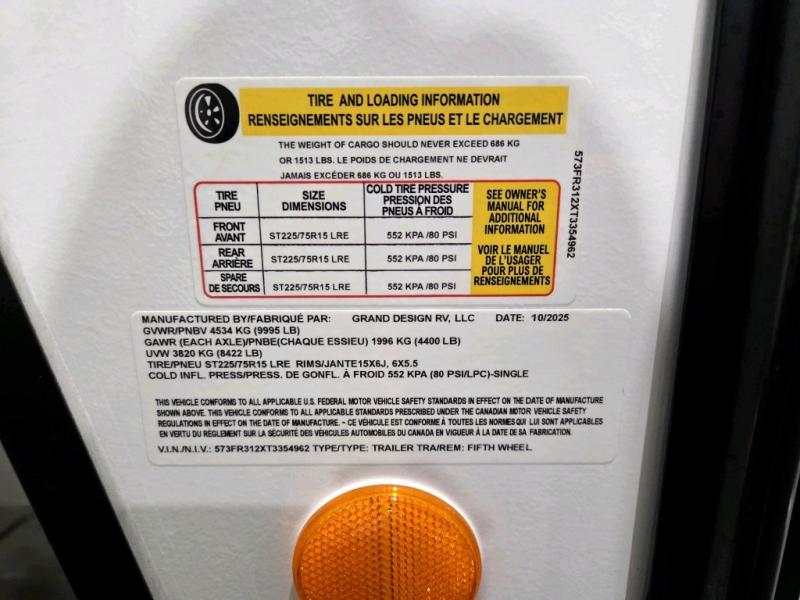 TIRE AND LOADING INFORMATION
RENSEIGNEMENTS SUR LES PNEUS ET LE CHARGEMENT
THE WEIGHT OF CARGO SHOULD NEVER EXCEED 686 KG
OR 1513 LBS. LE POIDS DE CHARGEMENT NE DEVRAIT
JAMAIS EXCÉDER 686 KG OU 1513 LBS.
TIRE
PNEU
SIZE
DIMENSIONS
COLD TIRE PRESSURE
PRESSION DES
PNEUS A FROID
FRONT
AVANT
ST225/75R15 LRE
552 KPA /80 PSI
REAR
ARRIÈRE
ST225/75R15 LRE
552 KPA /80 PSI
SPARE
DE SECOURS
ST225/75R15 LRE
552 KPA /80 PSI
SEE OWNER'S
MANUAL FOR
ADDITIONAL
INFORMATION
VOIR LE MANUEL
DE L'USAGER
POUR PLUS DE
RENSEIGNEMENTS
573FR312XT3354962
MANUFACTURED BY/FABRIQUÉ PAR: GRAND DESIGN RV, LLC DATE: 10/2025
GVWR/PNBV 4534 KG (9995 LB)
GAWR (EACH AXLE)/PNBE(CHAQUE ESSIEU) 1996 KG (4400 LB)
UVW 3820 KG (8422 LB)
TIRE/PNEU ST225/75R15 LRE RIMS/JANTE15X6J, 6X5.5
COLD INFL. PRESS/PRESS. DE GONFL. À FROID 552 KPA (80 PSI/LPC)-SINGLE
THIS VEHICLE CONFORMS TO ALL APPLICABLE U.S. FEDERAL MOTOR VEHICLE SAFETY STANDARDS IN EFFECT ON THE DATE OF MANUFACTURE
SHOWN ABOVE. THIS VEHICLE CONFORMS TO ALL APPLICABLE STANDARDS PRESCRIBED UNDER THE CANADIAN MOTOR VEHICLE SAFETY
REGULATIONS IN EFFECT ON THE DATE OF MANUFACTURE. - CE VÉHICULE EST CONFORME À TOUTES LES NORMES QUI LUI SONT APPLICABLES
EN VERTU DU RÈGLEMENT SUR LA SÉCURITÉ DES VÉHICULES AUTOMOBILES DU CANADA EN VIGUEUR À LA DATE DE SA FABRICATION.
V.I.N./N.I.V.: 573FR312XT3354962 TYPE/TYPE: TRAILER TRA/REM: FIFTH WHEEL